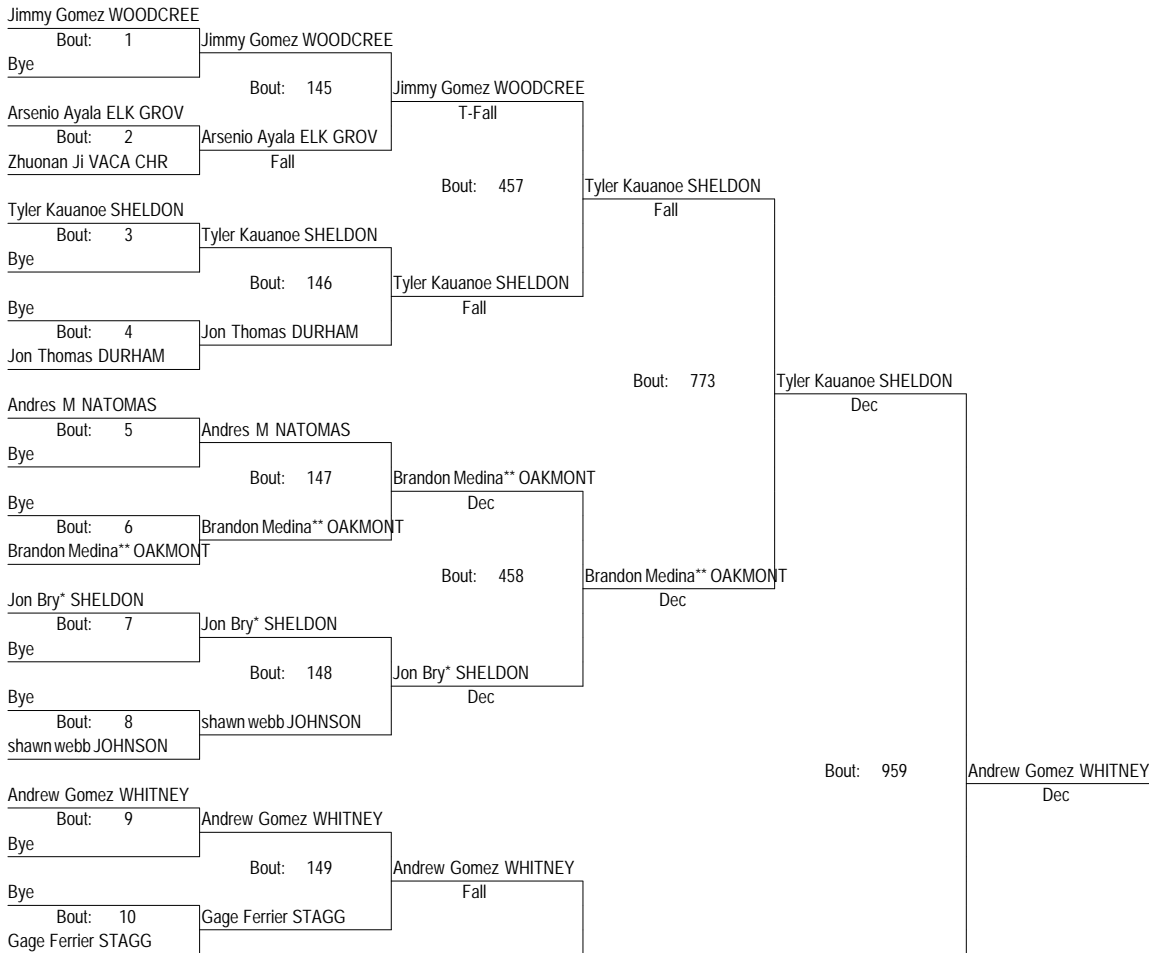 Jimmy Gomez WOODCREE
Bout: 1 Jimmy Gomez WOODCREE
Bye
Bout: 145 Jimmy Gomez WOODCREE
Arsenio Ayala ELK GROV T-Fall
Bout: 2 Arsenio Ayala ELK GROV
Zhuonan Ji VACA CHR Fall
Bout: 457 Tyler Kauanoe SHELDON
Tyler Kauanoe SHELDON Fall
Bout: 3 Tyler Kauanoe SHELDON
Bye
Bout: 146 Tyler Kauanoe SHELDON
Bye Fall
Bout: 4 Jon Thomas DURHAM
Jon Thomas DURHAM
Bout: 773 Tyler Kauanoe SHELDON
Andres M NATOMAS Dec
Bout: 5 Andres M NATOMAS
Bye
Bout: 147 Brandon Medina** OAKMONT
Bye Dec
Bout: 6 Brandon Medina** OAKMONT
Brandon Medina** OAKMONT
Bout: 458 Brandon Medina** OAKMONT
Jon Bry* SHELDON Dec
Bout: 7 Jon Bry* SHELDON
Bye
Bout: 148 Jon Bry* SHELDON
Bye Dec
Bout: 8 shawn webb JOHNSON
shawn webb JOHNSON
Bout: 959 Andrew Gomez WHITNEY
Andrew Gomez WHITNEY Dec
Bout: 9 Andrew Gomez WHITNEY
Bye
Bout: 149 Andrew Gomez WHITNEY
Bye Fall
Bout: 10 Gage Ferrier STAGG
Gage Ferrier STAGG